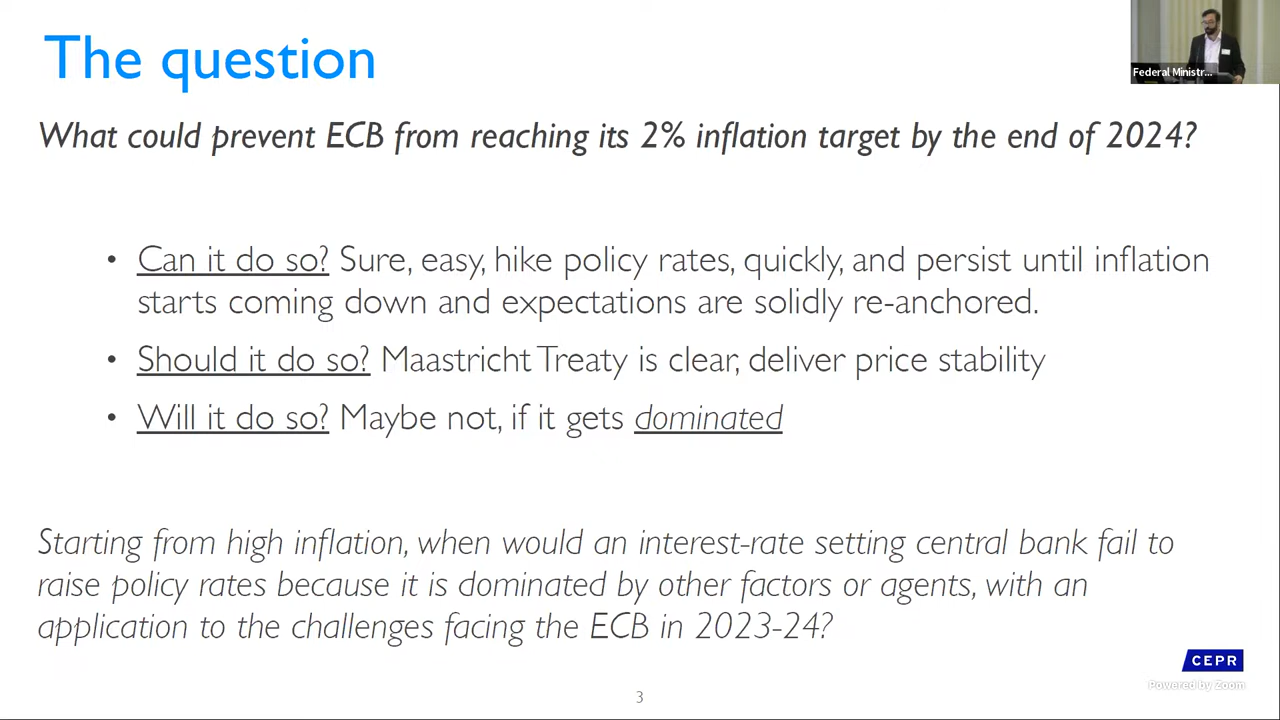 The question
Federal Ministr...
What could prevent ECB from reaching its 2% inflation target by the end of 2024?
• Can it do so? Sure, easy, hike policy rates, quickly, and persist until inflation
starts coming down and expectations are solidly re-anchored.
• Should it do so? Maastricht Treaty is clear, deliver price stability
• Will it do so? Maybe not, if it gets dominated
Starting from high inflation, when would an interest-rate setting central bank fail to
raise policy rates because it is dominated by other factors or agents, with an
application to the challenges facing the ECB in 2023-24?
CEPR
Powered by Zoom
3